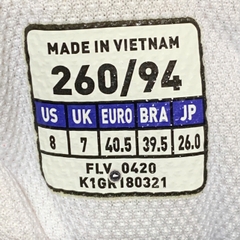 MADE IN VIETNAM
260/94
US UK EURO BRA JP
8 7 40.5 39.5 26.0
FLV 0420
K1GK180321